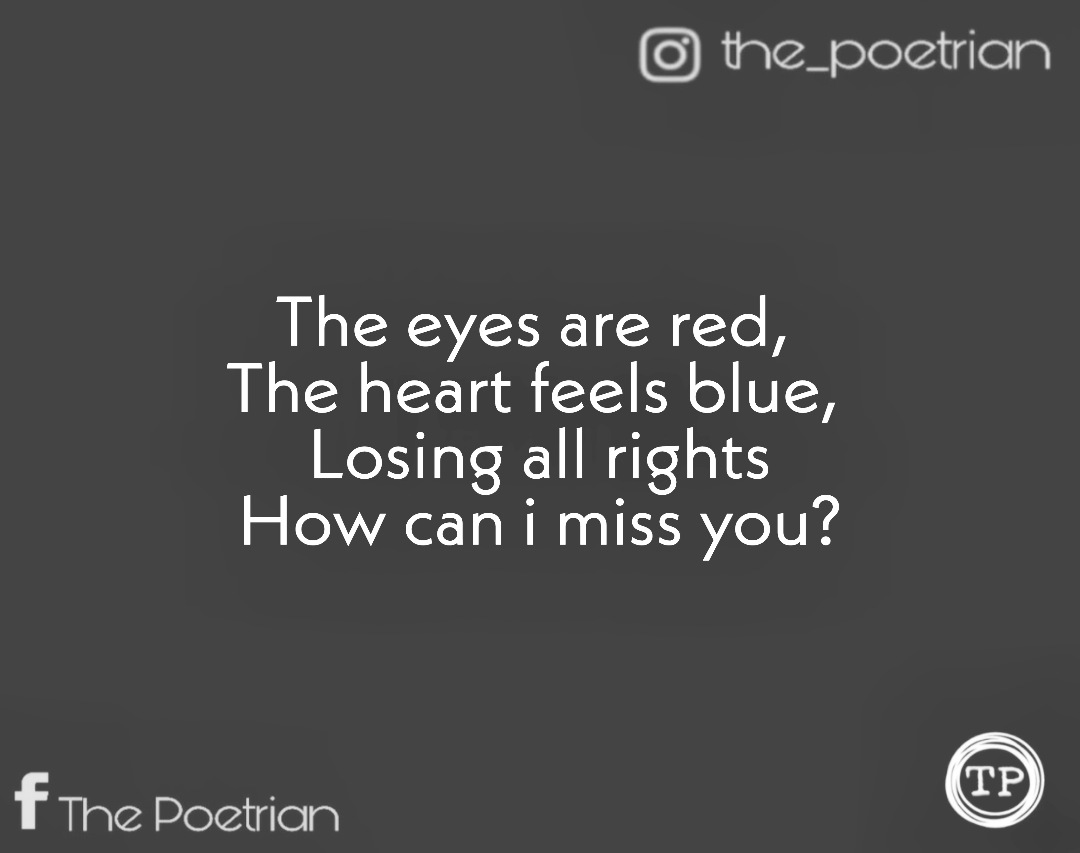 the_poetrian
The eyes are red,
The heart feels blue,
Losing all rights
How can i miss you?
f The Poetrian
TP